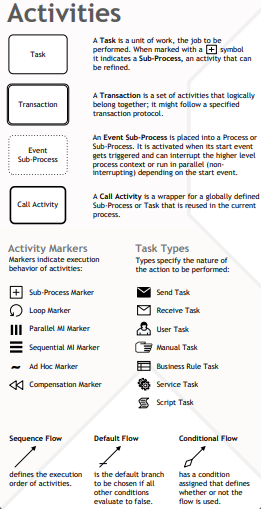 Activities
Task
A Task is a unit of work, the job to be
performed. When marked with a + symbol
it indicates a Sub-Process, an activity that can
be refined.
Transaction
A Transaction is a set of activities that logically
belong together; it might follow a specified
transaction protocol.
Event
Sub-Process
An Event Sub-Process is placed into a Process or
Sub-Process. It is activated when its start event
gets triggered and can interrupt the higher level
process context or run in parallel (non-
interrupting) depending on the start event.
Call Activity
A Call Activity is a wrapper for a globally defined
Sub-Process or Task that is reused in the current
process.
Activity Markers
Markers indicate execution
behavior of activities:
Sub-Process Marker
Loop Marker
Parallel MI Marker
Sequential MI Marker
Ad Hoc Marker
Compensation Marker
Task Types
Types specify the nature of
the action to be performed:
Send Task
Receive Task
User Task
Manual Task
Business Rule Task
Service Task
Script Task
Sequence Flow
defines the execution
order of activities.
Default Flow
is the default branch
to be chosen if all
other conditions
evaluate to false.
Conditional Flow
has a condition
assigned that defines
whether or not the
flow is used.